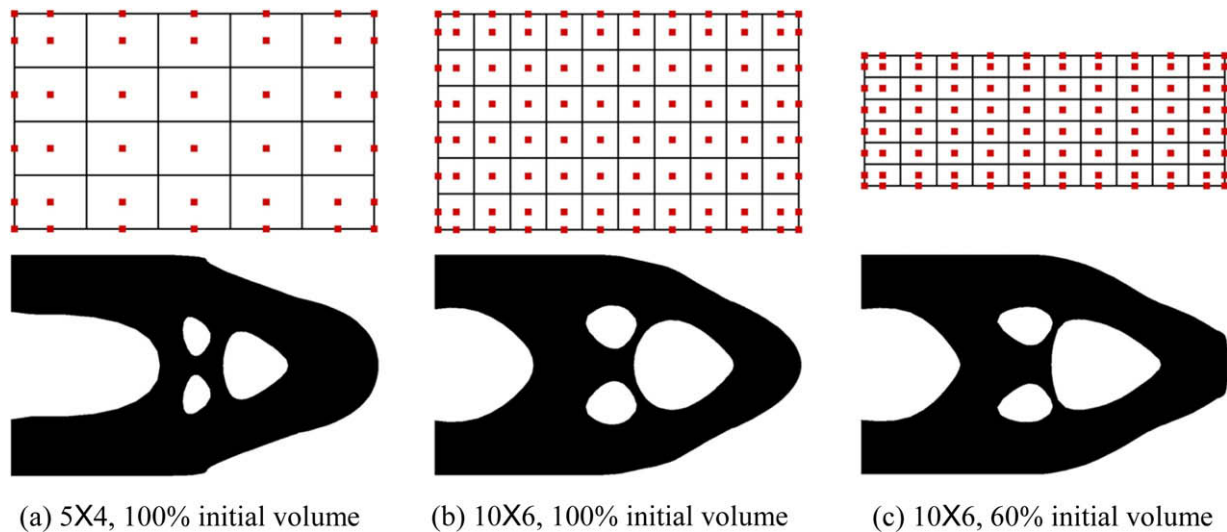 (a) 5X4, 100% initial volume
(b) 10X6, 100% initial volume
(c) 10X6, 60% initial volume